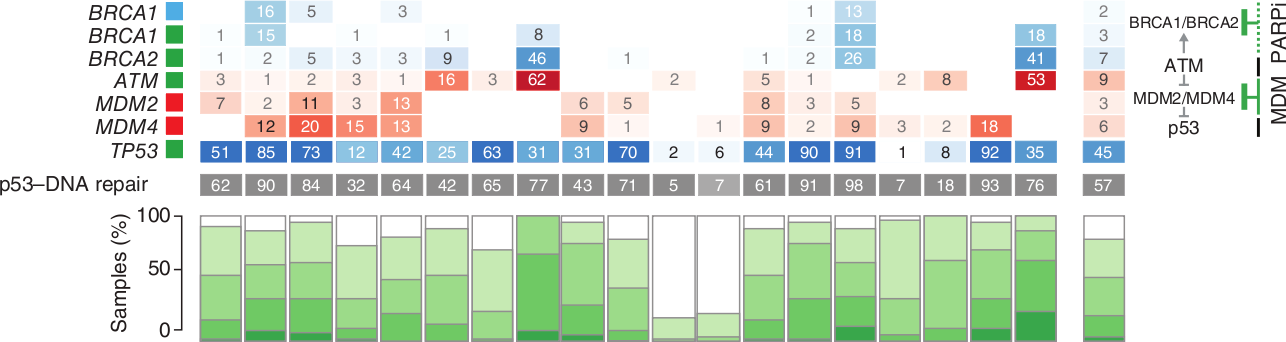 BRCA1 16 5 3 1 13 2
BRCA1 1 15 1 1 8 2 18 18 3
BRCA2 1 2 5 3 3 9 46 1 1 2 26 41 7
ATM 3 1 2 3 1 16 3 62 2 5 1 2 8 53 9
MDM2 7 2 11 3 13 6 5 8 3 5 3
MDM4 12 20 15 13 9 1 1 9 2 9 3 2 18 6
TP53 51 85 73 12 42 25 63 31 31 70 2 6 44 90 91 1 8 92 35 45
p53–DNA repair 62 90 84 32 64 42 65 77 43 71 5 7 61 91 98 7 18 93 76 57
BRCA1/BRCA2
ATM
MDM2/MDM4
p53
PARPi
MDM
Samples (%)
100
50
0